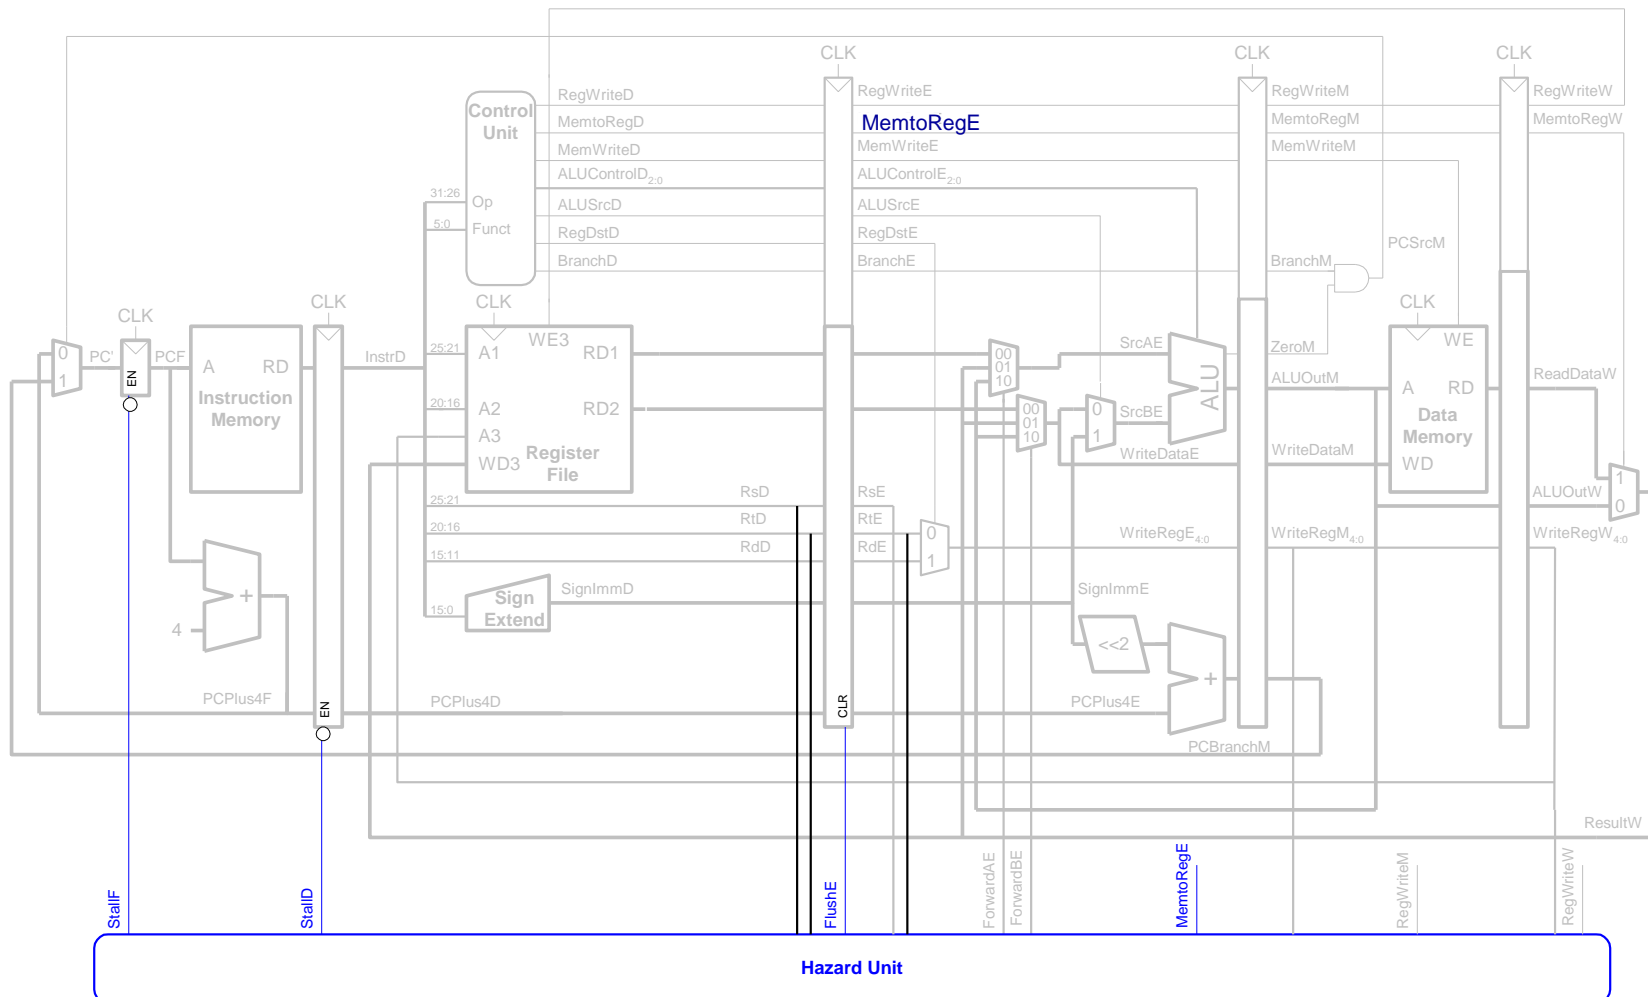 CLK
CLK
CLK
Control
Unit
RegWriteD
MemtoRegD
MemWriteD
ALUControlD2:0
ALUSrcD
RegDstD
BranchD
31:26
Op
5:0
Funct
RegWriteE
MemtoRegE
MemWriteE
ALUControlE2:0
ALUSrcE
RegDstE
BranchE
RegWriteM
MemtoRegM
MemWriteM
BranchM
PCSrcM
RegWriteW
MemtoRegW
CLK
CLK
CLK
CLK
0
1
PC'
EN
PCF
A
RD
Instruction
Memory
InstrD
25:21
20:16
A1
A2
A3
WD3
WE3
RD1
RD2
Register
File
00
01
10
00
01
10
0
1
SrcAE
SrcBE
WriteDataE
ALU
ZeroM
ALUOutM
WriteDataM
A
RD
WE
WD
Data
Memory
ReadDataW
1
0
ALUOutW
25:21
20:16
15:11
15:0
RsD
RtD
RdD
RsE
RtE
RdE
0
1
WriteRegE4:0
WriteRegM4:0
WriteRegW4:0
Sign
Extend
SignImmD
SignImmE
+
4
<<2
+
PCPlus4F
EN
PCPlus4D
CLR
PCPlus4E
PCBranchM
ResultW
StallF
StallD
FlushE
ForwardAE
ForwardBE
MemtoRegE
RegWriteM
RegWriteW
Hazard Unit